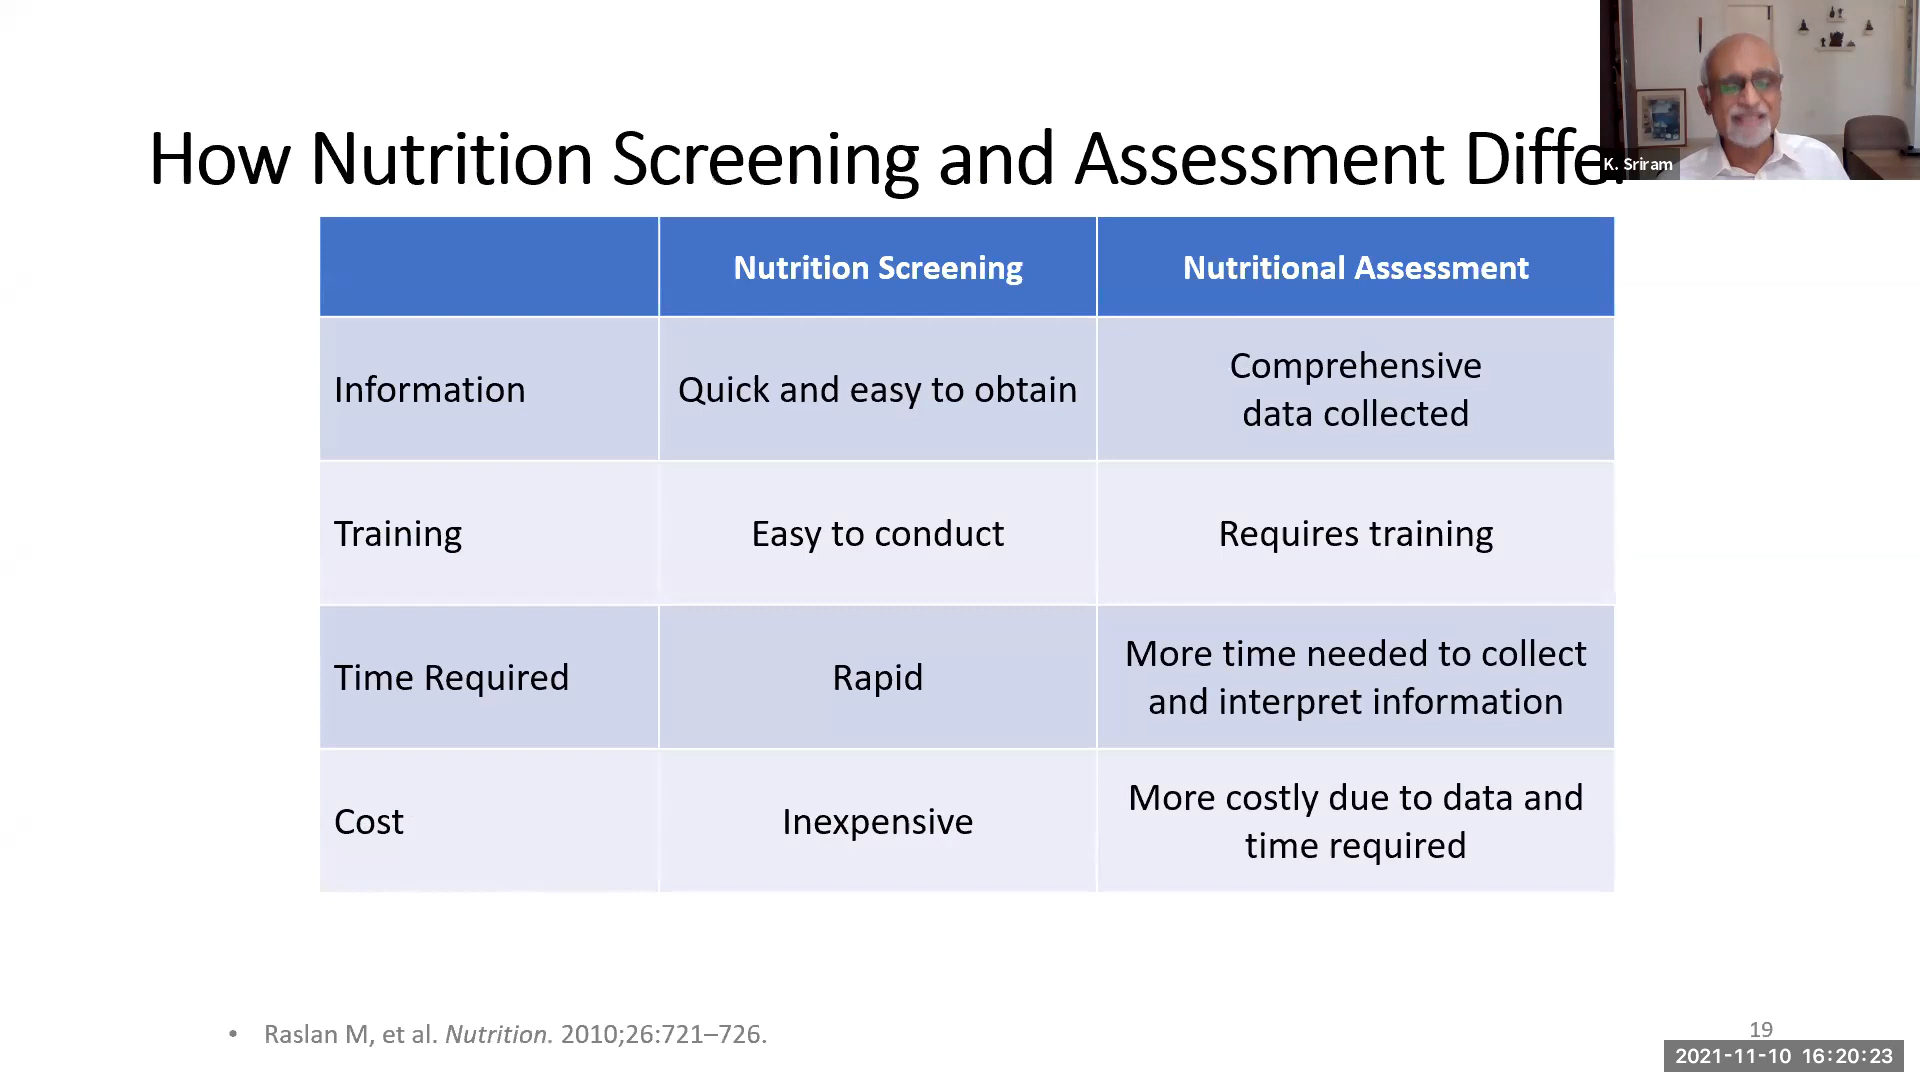 How Nutrition Screening and Assessment Differ
K. Sriram
Nutrition Screening
Nutritional Assessment
Information
Quick and easy to obtain
Comprehensive
data collected
Training
Easy to conduct
Requires training
Time Required
Rapid
More time needed to collect
and interpret information
Cost
Inexpensive
More costly due to data and
time required
• Raslan M, et al. Nutrition. 2010;26:721–726.
19
2021-11-10 16:20:23